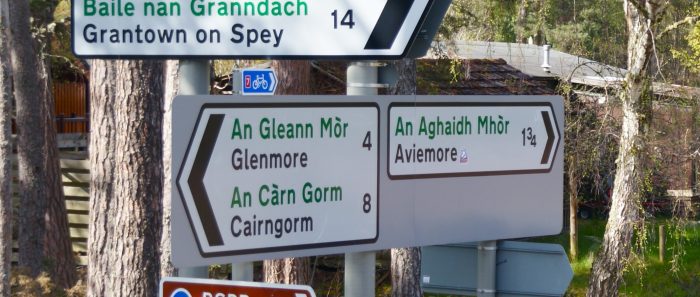 Baile nan Granndach
Grantown on Spey 14
7
An Gleann Mòr
Glenmore 4
An Càrn Gorm
Cairngorm 8
An Aghaidh Mhòr
Aviemore 1¾